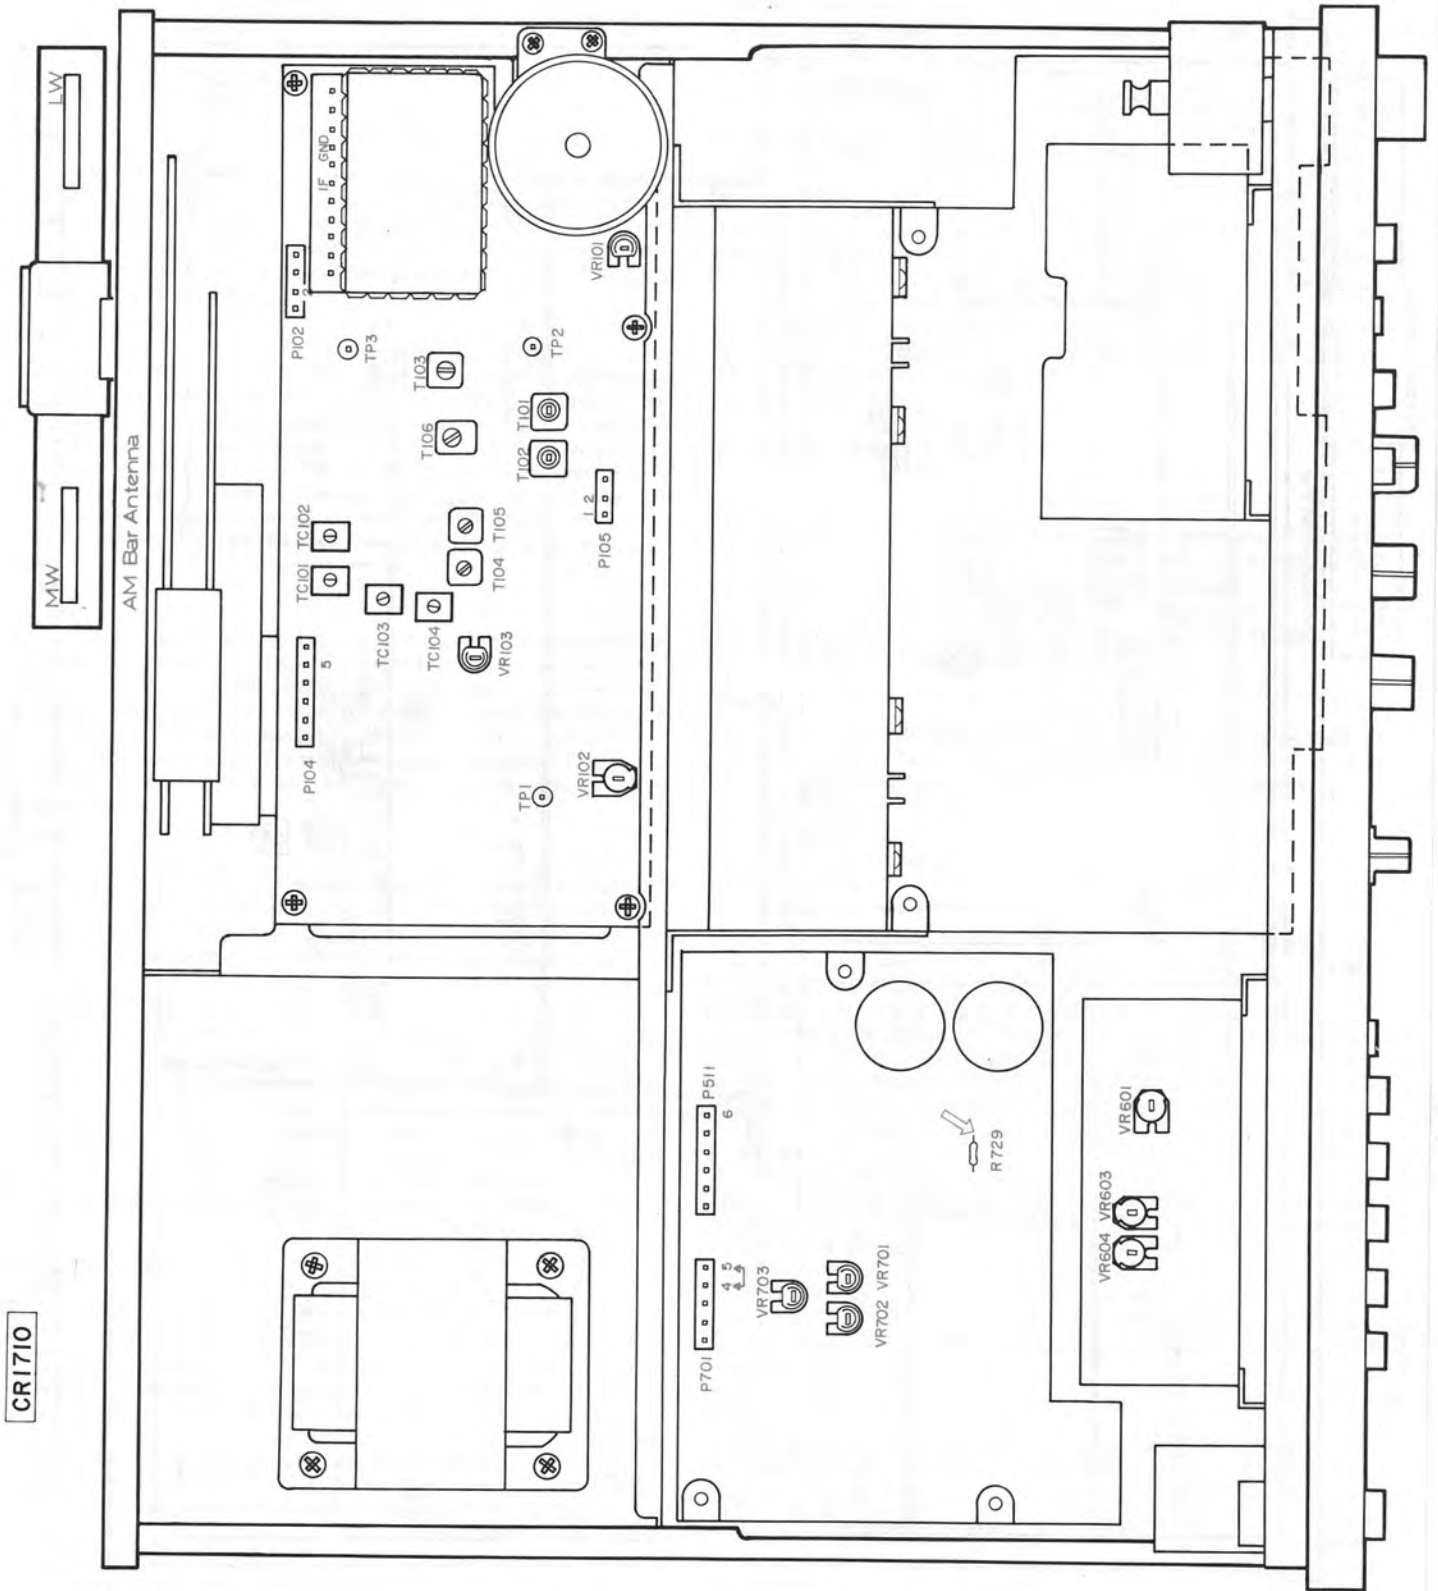 LW
MW
AM Bar Antenna
GND
IF
P102
2
TP3
T103
TP2
VR101
T106
T101
T102
1 2
P105
TC102
TC101
T105
T104
TC103
TC104
VR103
5
P104
TP1
VR102
P511
6
R729
VR601
VR603
VR604
4 5
P701
VR703
VR701
VR702
CR1710